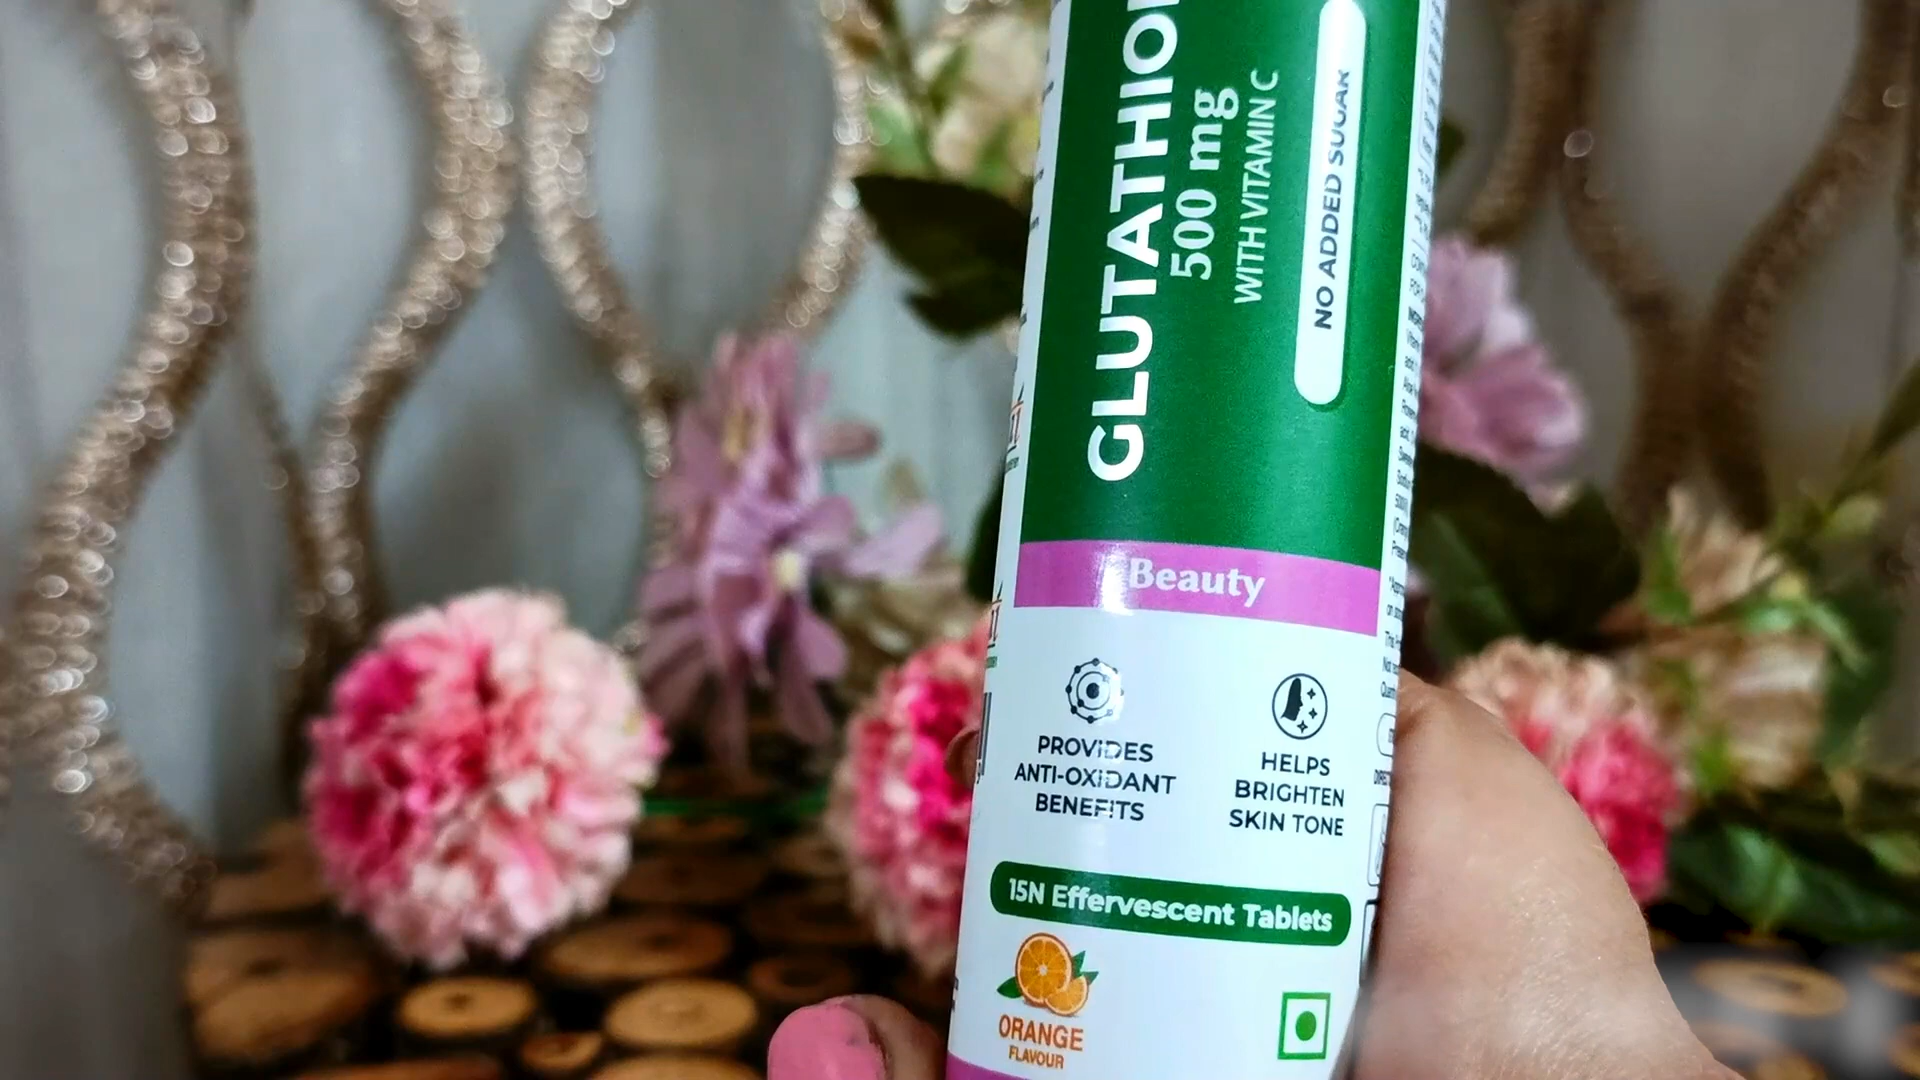 GLUTATHIO
500 mg
WITH VITAMIN C
NO ADDED SUGAR
Beauty
PROVIDES
ANTI-OXIDANT
BENEFITS
HELPS
BRIGHTEN
SKIN TONE
15N Effervescent Tablets
ORANGE
FLAVOUR